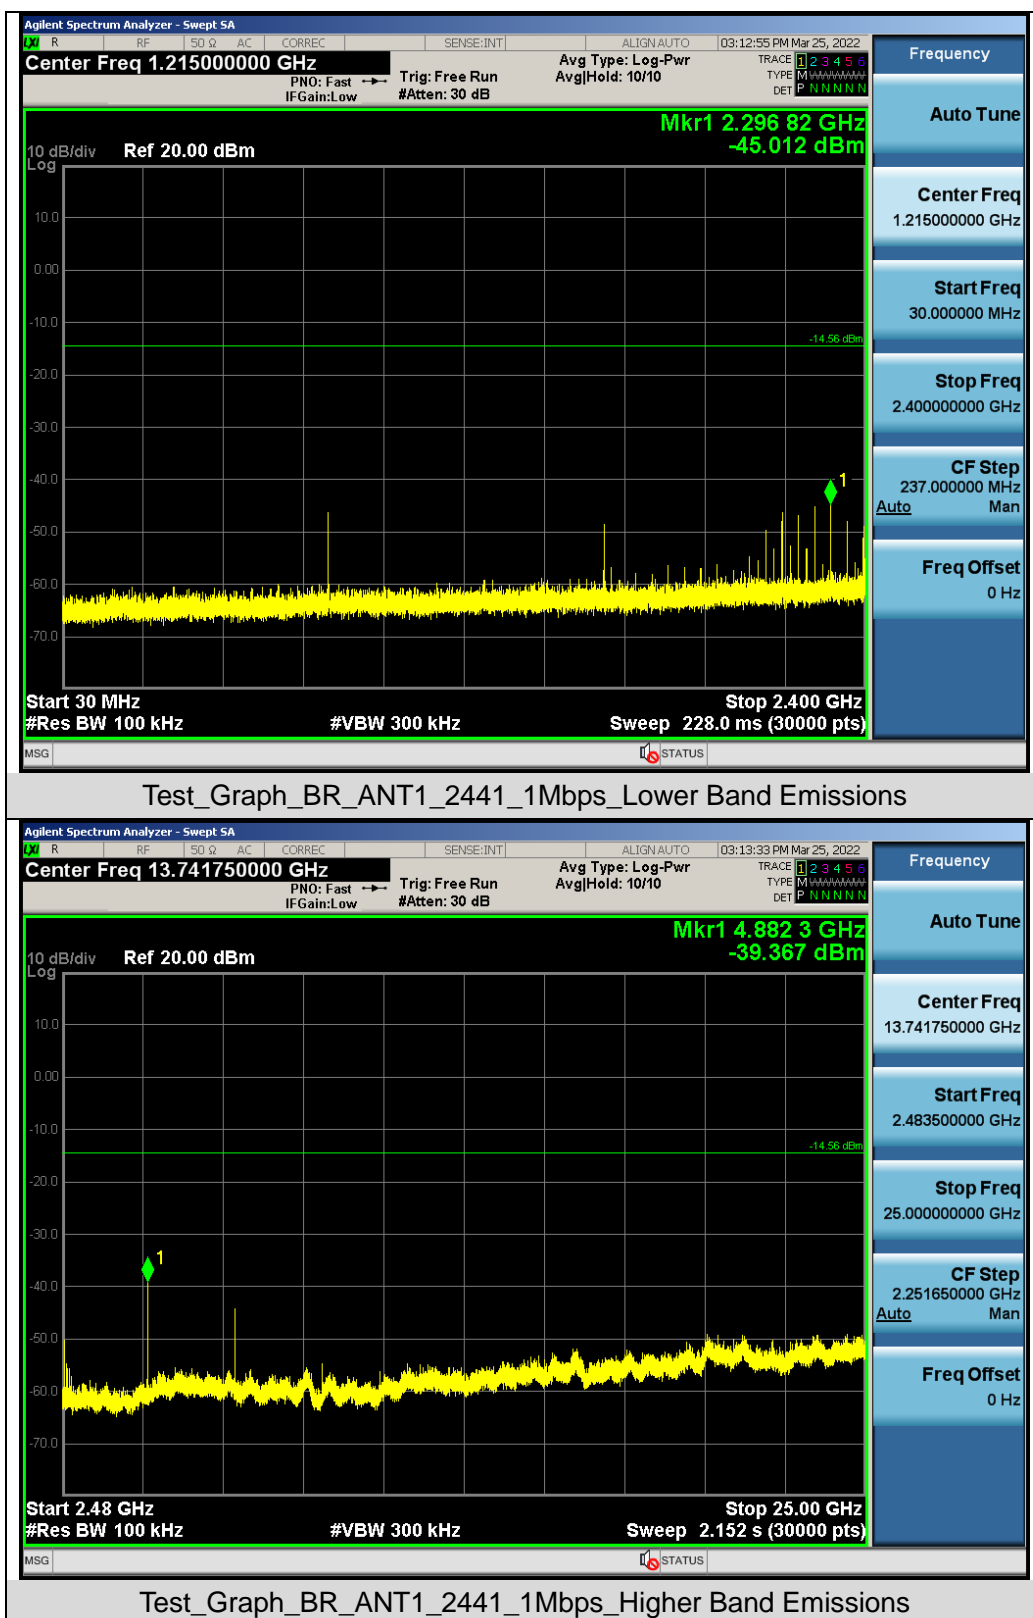 Agilent Spectrum Analyzer - Swept SA
LXI R RF 50 Ω AC CORREC SENSE:INT ALIGN AUTO 03:12:55 PM Mar 25, 2022
Center Freq 1.215000000 GHz
PNO: Fast
IFGain:Low
Trig: Free Run
#Atten: 30 dB
Avg Type: Log-Pwr
Avg|Hold: 10/10
TRACE 1 2 3 4 5 6
TYPE M
DET P N N N N N
Frequency
Mkr1 2.296 82 GHz
-45.012 dBm
10 dB/div Ref 20.00 dBm
Log
10.0
0.00
-10.0
-14.56 dBm
-20.0
-30.0
-40.0
1
-50.0
-60.0
-70.0
Start 30 MHz Stop 2.400 GHz
#Res BW 100 kHz #VBW 300 kHz Sweep 228.0 ms (30000 pts)
MSG STATUS
Auto Tune
Center Freq
1.215000000 GHz
Start Freq
30.000000 MHz
Stop Freq
2.400000000 GHz
CF Step
237.000000 MHz
Auto Man
Freq Offset
0 Hz
Test_Graph_BR_ANT1_2441_1Mbps_Lower Band Emissions
Agilent Spectrum Analyzer - Swept SA
LXI R RF 50 Ω AC CORREC SENSE:INT ALIGN AUTO 03:13:33 PM Mar 25, 2022
Center Freq 13.741750000 GHz
PNO: Fast
IFGain:Low
Trig: Free Run
#Atten: 30 dB
Avg Type: Log-Pwr
Avg|Hold: 10/10
TRACE 1 2 3 4 5 6
TYPE M
DET P N N N N N
Frequency
Mkr1 4.882 3 GHz
-39.367 dBm
10 dB/div Ref 20.00 dBm
Log
10.0
0.00
-10.0
-14.56 dBm
-20.0
-30.0
1
-40.0
-50.0
-60.0
-70.0
Start 2.48 GHz Stop 25.00 GHz
#Res BW 100 kHz #VBW 300 kHz Sweep 2.152 s (30000 pts)
MSG STATUS
Auto Tune
Center Freq
13.741750000 GHz
Start Freq
2.483500000 GHz
Stop Freq
25.000000000 GHz
CF Step
2.251650000 GHz
Auto Man
Freq Offset
0 Hz
Test_Graph_BR_ANT1_2441_1Mbps_Higher Band Emissions